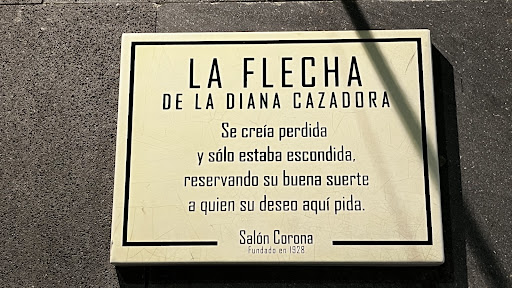 LA FLECHA
DE LA DIANA CAZADORA
Se creía perdida
y sólo estaba escondida,
reservando su buena suerte
a quien su deseo aquí pida.
Salón Corona
Fundado en 1928